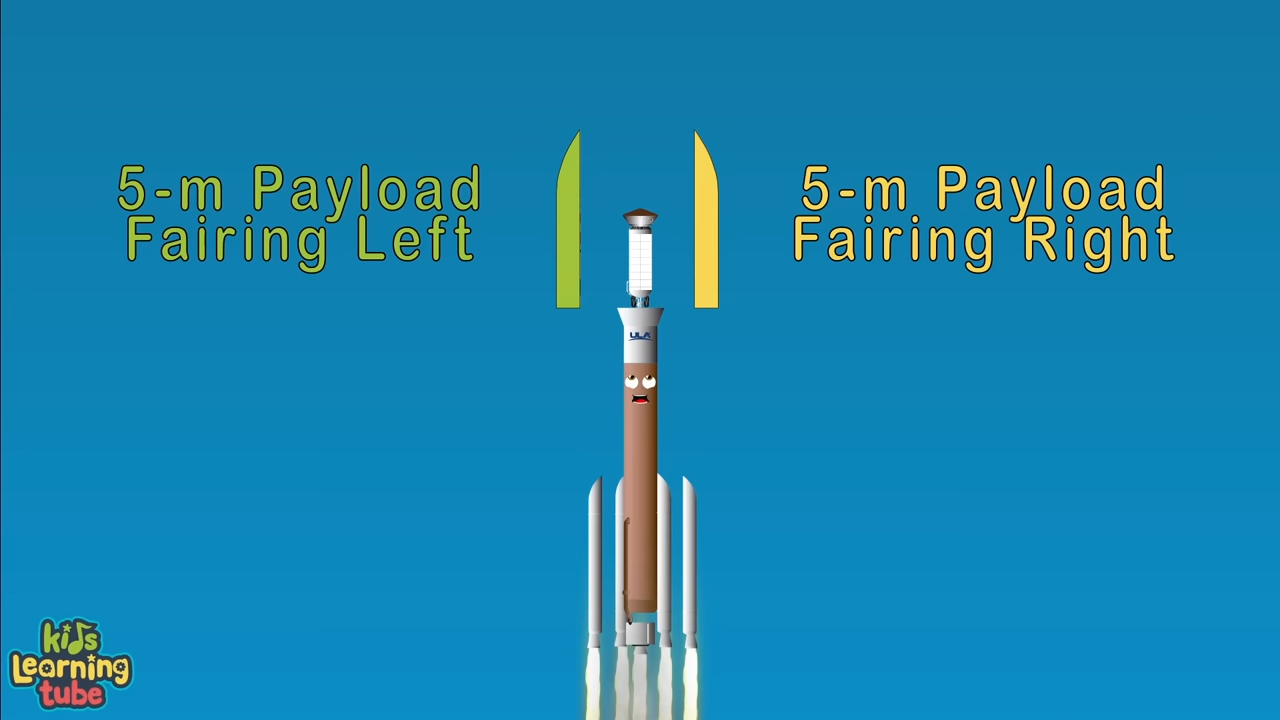 5-m Payload
Fairing Left
5-m Payload
Fairing Right
ULA
kids
Learning
tube